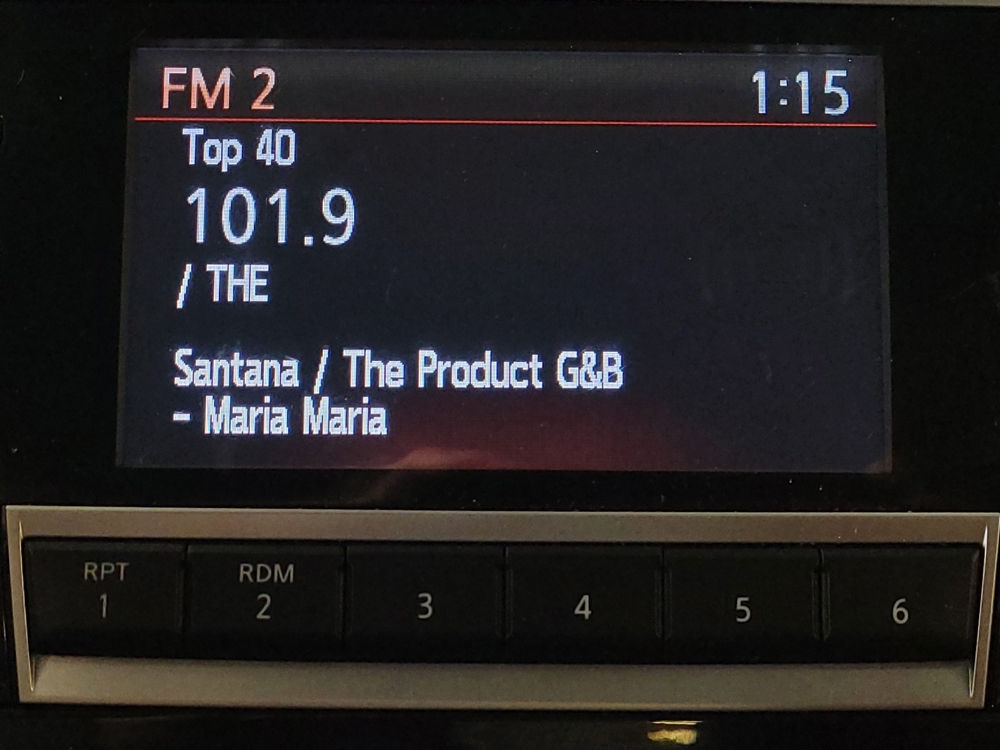 FM 2 1:15
Top 40
101.9
/ THE
Santana / The Product G&B
- Maria Maria
RPT RDM
1 2 3 4 5 6